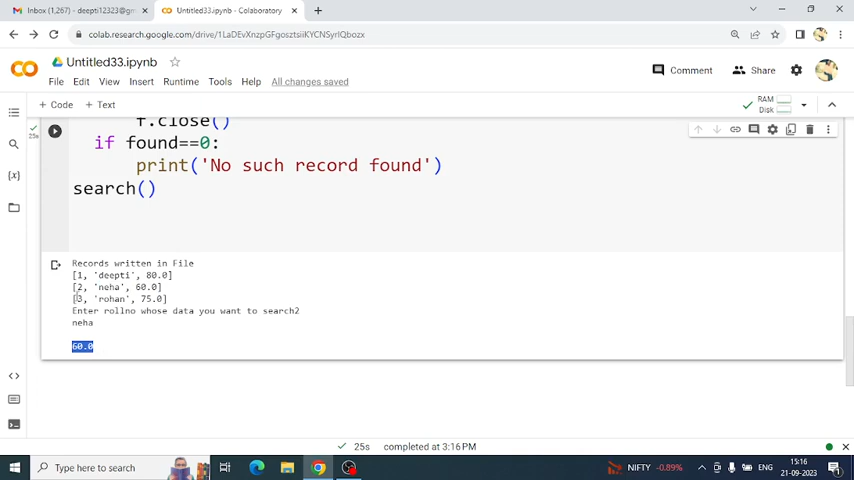 Inbox (1,267) - deepti12323@gm
Untitled33.ipynb - Colaboratory
colab.research.google.com/drive/1LaDEvXnzpGFgosztsiiKYCNSyrlQbozx
Untitled33.ipynb
Comment
Share
File Edit View Insert Runtime Tools Help All changes saved
+ Code + Text
RAM
Disk
25s
f.close()
if found==0:
print('No such record found')
search()
Records written in File
[1, 'deepti', 80.0]
[2, 'neha', 60.0]
[3, 'rohan', 75.0]
Enter rollno whose data you want to search2
neha
60.0
25s completed at 3:16 PM
Type here to search
NIFTY -0.89%
ENG
15:16
21-09-2023